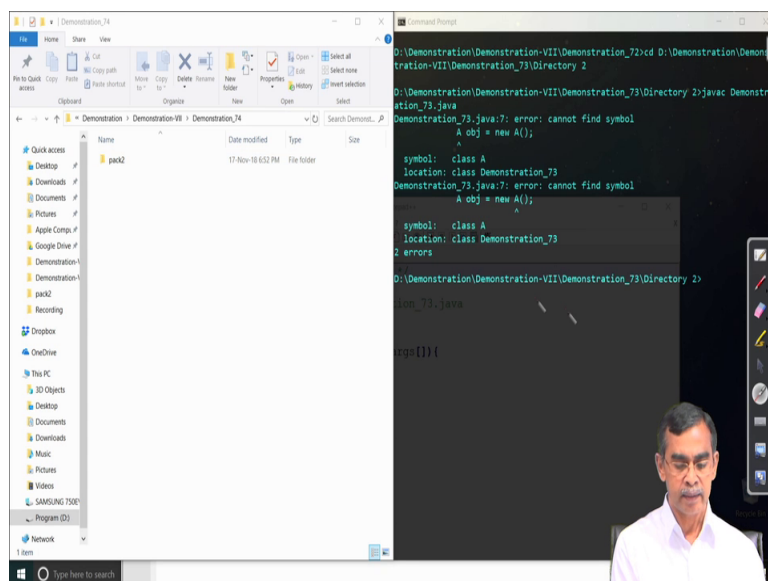 Demonstration_74
File Home Share View
Pin to Quick access
Copy
Paste
Cut
Copy path
Paste shortcut
Clipboard
Move to
Copy to
Delete
Rename
Organize
New folder
New
Properties
Open
Edit
History
Open
Select all
Select none
Invert selection
Select
Demonstration > Demonstration-VII > Demonstration_74
Search Demonst...
Name Date modified Type Size
pack2 17-Nov-18 6:52 PM File folder
Quick access
Desktop
Downloads
Documents
Pictures
Apple Compu
Google Drive
Demonstration-V
Demonstration-V
pack2
Recording
Dropbox
OneDrive
This PC
3D Objects
Desktop
Documents
Downloads
Music
Pictures
Videos
SAMSUNG 750EV
Program (D:)
Network
1 item
Type here to search
Command Prompt
D:\Demonstration\Demonstration-VII\Demonstration_72>cd D:\Demonstration\Demons
tration-VII\Demonstration_73\Directory 2
D:\Demonstration\Demonstration-VII\Demonstration_73\Directory 2>javac Demonstr
ation_73.java
Demonstration_73.java:7: error: cannot find symbol
A obj = new A();
^
symbol: class A
location: class Demonstration_73
Demonstration_73.java:7: error: cannot find symbol
A obj = new A();
^
symbol: class A
location: class Demonstration_73
2 errors
D:\Demonstration\Demonstration-VII\Demonstration_73\Directory 2>
ion_73.java
args[]){